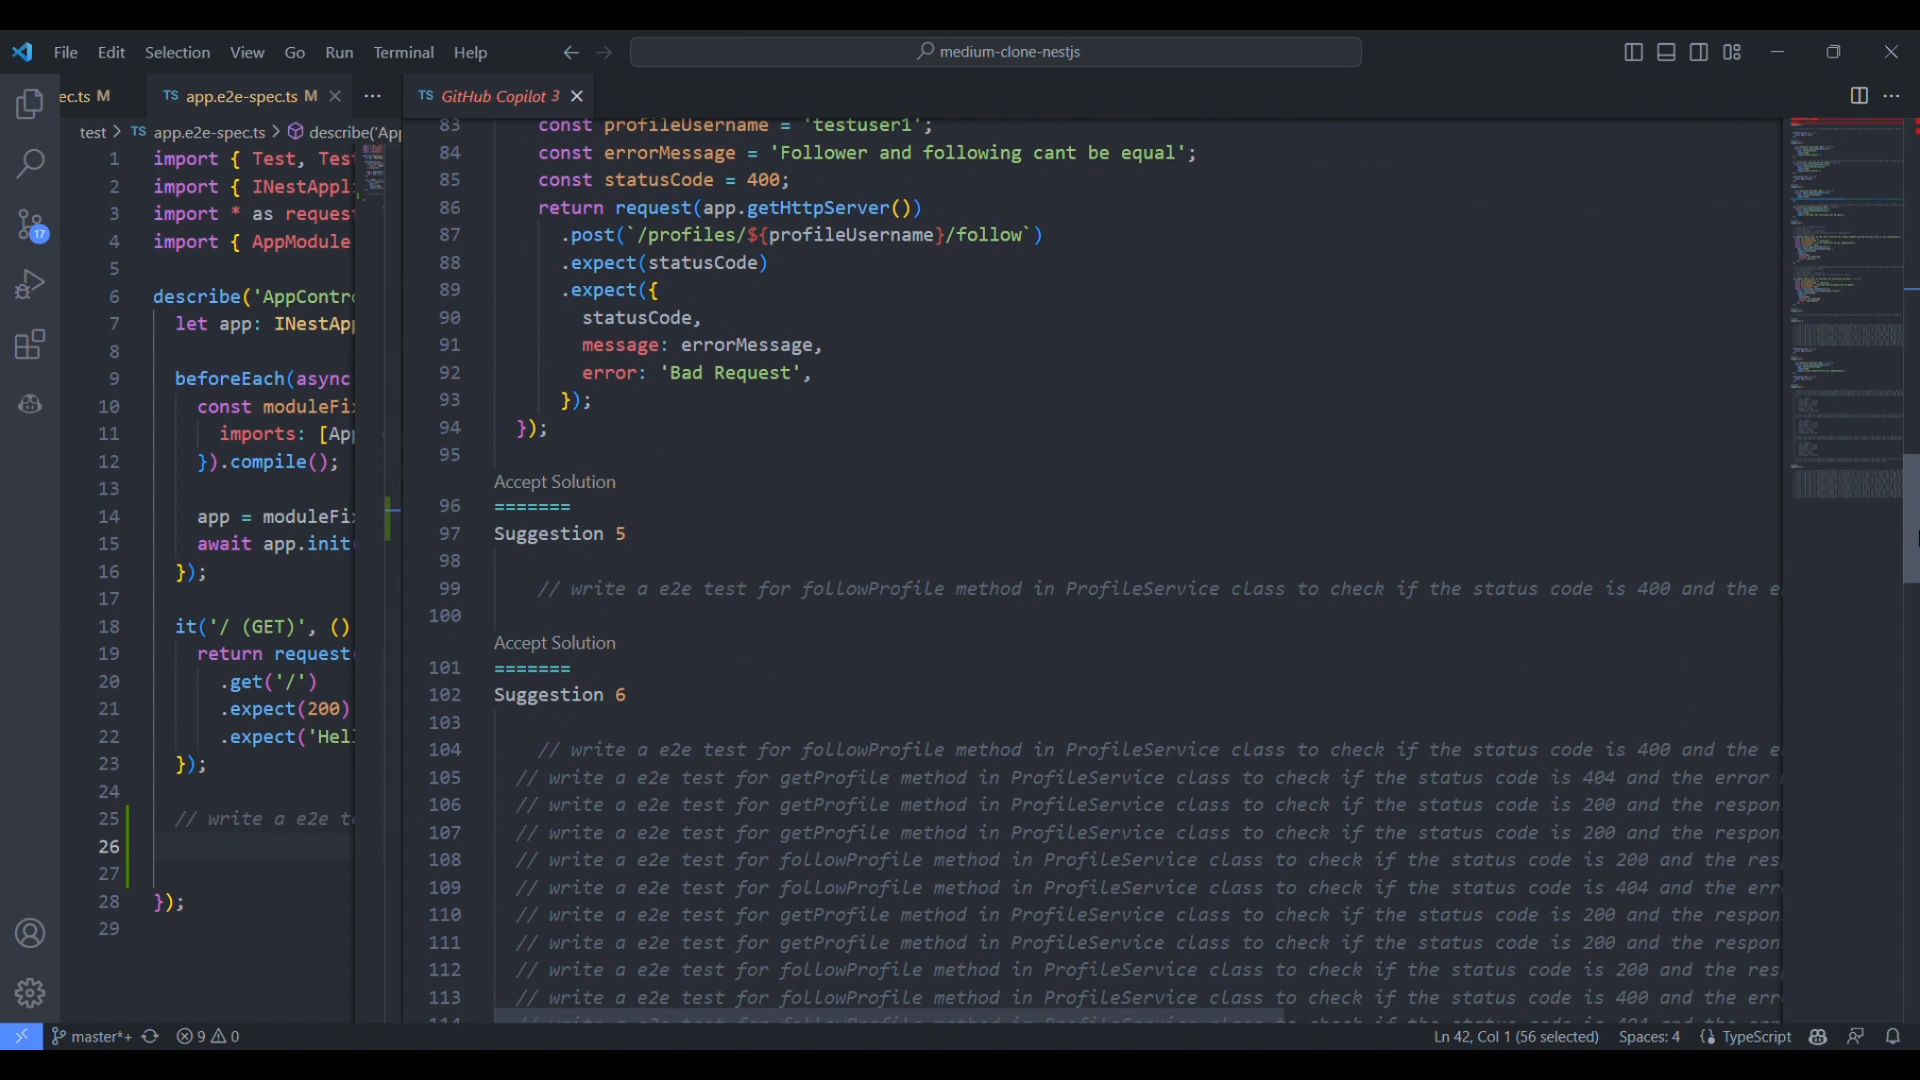 File Edit Selection View Go Run Terminal Help
medium-clone-nestjs
ec.ts M
TS app.e2e-spec.ts M
TS GitHub Copilot 3
test > TS app.e2e-spec.ts > describe('App
1 import { Test, Tes
2 import { INestAppl
3 import * as request
4 import { AppModule
5
6 describe('AppContro
7 let app: INestApp
8
9 beforeEach(async
10 const moduleFi
11 imports: [App
12 }).compile();
13
14 app = moduleFi
15 await app.init
16 });
17
18 it('/ (GET)', ()
19 return request
20 .get('/')
21 .expect(200)
22 .expect('Hell
23 });
24
25 // write a e2e t
26
27
28 });
29
83 const profileUsername = 'testuser1';
84 const errorMessage = 'Follower and following cant be equal';
85 const statusCode = 400;
86 return request(app.getHttpServer())
87 .post(`/profiles/${profileUsername}/follow`)
88 .expect(statusCode)
89 .expect({
90 statusCode,
91 message: errorMessage,
92 error: 'Bad Request',
93 });
94 });
95
Accept Solution
96 =======
97 Suggestion 5
98
99 // write a e2e test for followProfile method in ProfileService class to check if the status code is 400 and the e
100
Accept Solution
101 =======
102 Suggestion 6
103
104 // write a e2e test for followProfile method in ProfileService class to check if the status code is 400 and the e
105 // write a e2e test for getProfile method in ProfileService class to check if the status code is 404 and the error
106 // write a e2e test for getProfile method in ProfileService class to check if the status code is 200 and the respon
107 // write a e2e test for getProfile method in ProfileService class to check if the status code is 200 and the respon
108 // write a e2e test for followProfile method in ProfileService class to check if the status code is 200 and the res
109 // write a e2e test for followProfile method in ProfileService class to check if the status code is 404 and the err
110 // write a e2e test for getProfile method in ProfileService class to check if the status code is 200 and the respon
111 // write a e2e test for getProfile method in ProfileService class to check if the status code is 200 and the respon
112 // write a e2e test for followProfile method in ProfileService class to check if the status code is 200 and the res
113 // write a e2e test for followProfile method in ProfileService class to check if the status code is 400 and the err
17
master*+ 9 0
Ln 42, Col 1 (56 selected) Spaces: 4 {} TypeScript